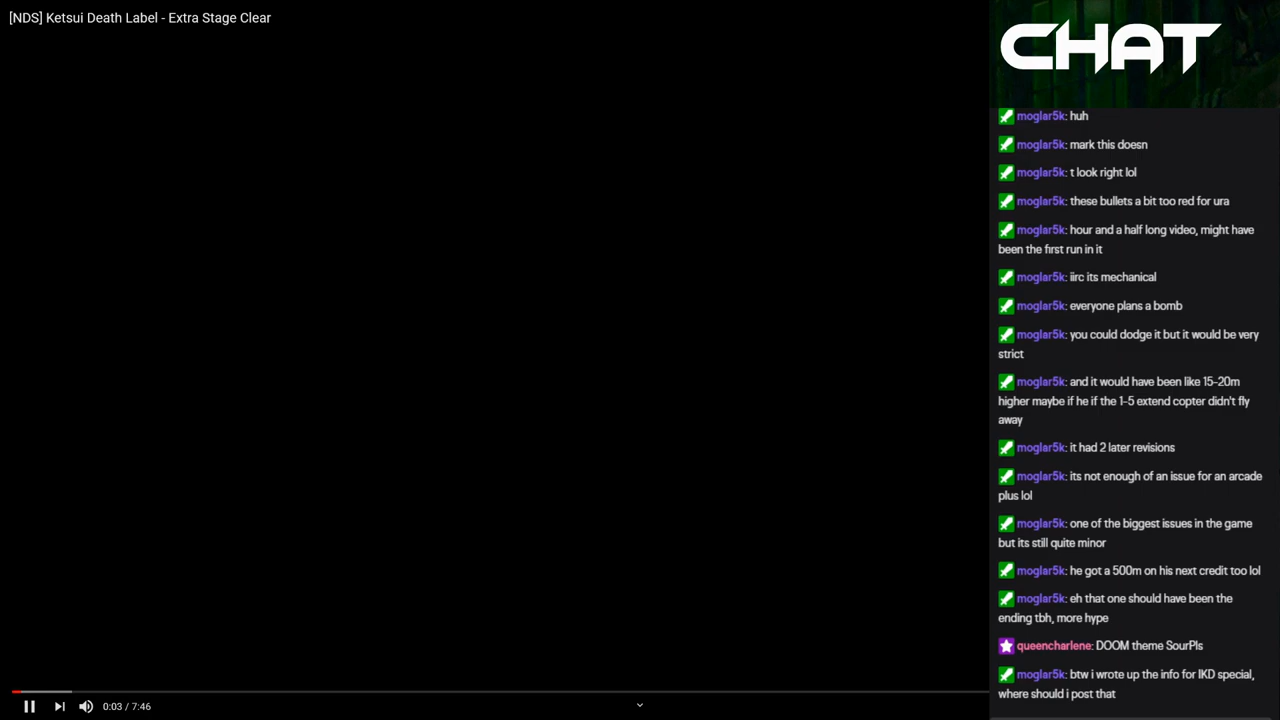 [NDS] Ketsui Death Label - Extra Stage Clear
CHAT
moglar5k: huh
moglar5k: mark this doesn
moglar5k: t look right lol
moglar5k: these bullets a bit too red for ura
moglar5k: hour and a half long video, might have
been the first run in it
moglar5k: iirc its mechanical
moglar5k: everyone plans a bomb
moglar5k: you could dodge it but it would be very
strict
moglar5k: and it would have been like 15-20m
higher maybe if he if the 1-5 extend copter didn't fly
away
moglar5k: it had 2 later revisions
moglar5k: its not enough of an issue for an arcade
plus lol
moglar5k: one of the biggest issues in the game
but its still quite minor
moglar5k: he got a 500m on his next credit too lol
moglar5k: eh that one should have been the
ending tbh, more hype
queencharlene: DOOM theme SourPls
moglar5k: btw i wrote up the info for IKD special,
where should i post that
0:03 / 7:46